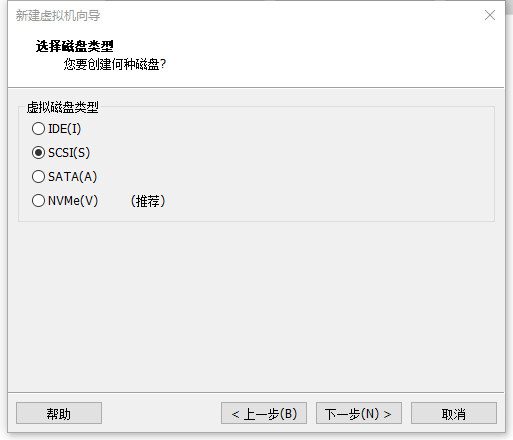 新建虚拟机向导
选择磁盘类型
您要创建何种磁盘?
虚拟磁盘类型
IDE(I)
SCSI(S)
SATA(A)
NVMe(V) (推荐)
帮助 < 上一步(B) 下一步(N) > 取消